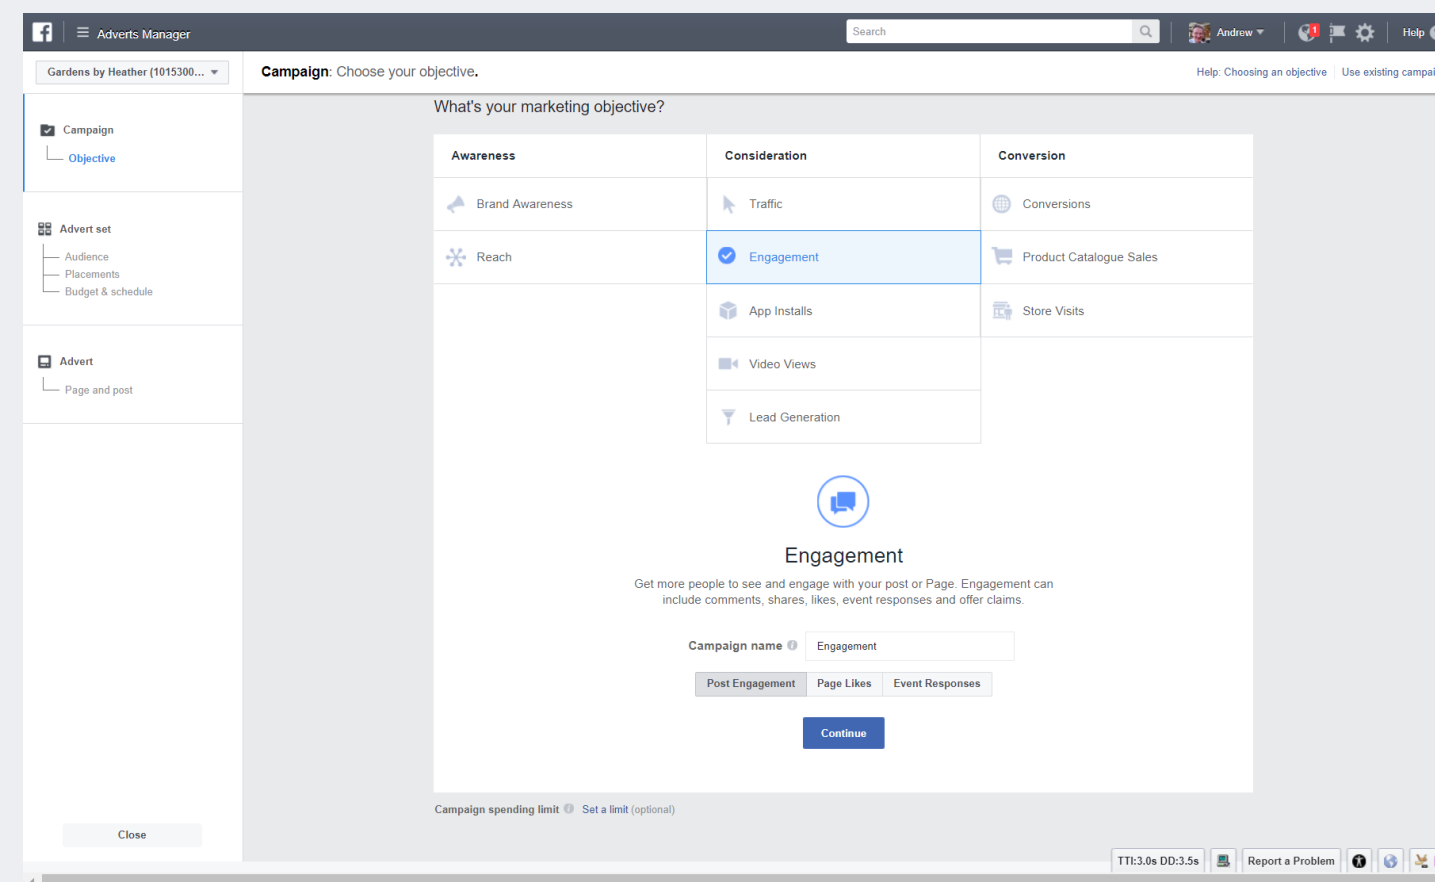 Adverts Manager
Search
Andrew
1
Help
Gardens by Heather (1015300...
Campaign: Choose your objective.
Help: Choosing an objective
Use existing campai
Campaign
Objective
Advert set
Audience
Placements
Budget & schedule
Advert
Page and post
Close
What's your marketing objective?
Awareness
Consideration
Conversion
Brand Awareness
Traffic
Conversions
Reach
Engagement
Product Catalogue Sales
App Installs
Store Visits
Video Views
Lead Generation
Engagement
Get more people to see and engage with your post or Page. Engagement can
include comments, shares, likes, event responses and offer claims.
Campaign name
Engagement
Post Engagement
Page Likes
Event Responses
Continue
Campaign spending limit
Set a limit (optional)
TTI:3.0s DD:3.5s
Report a Problem